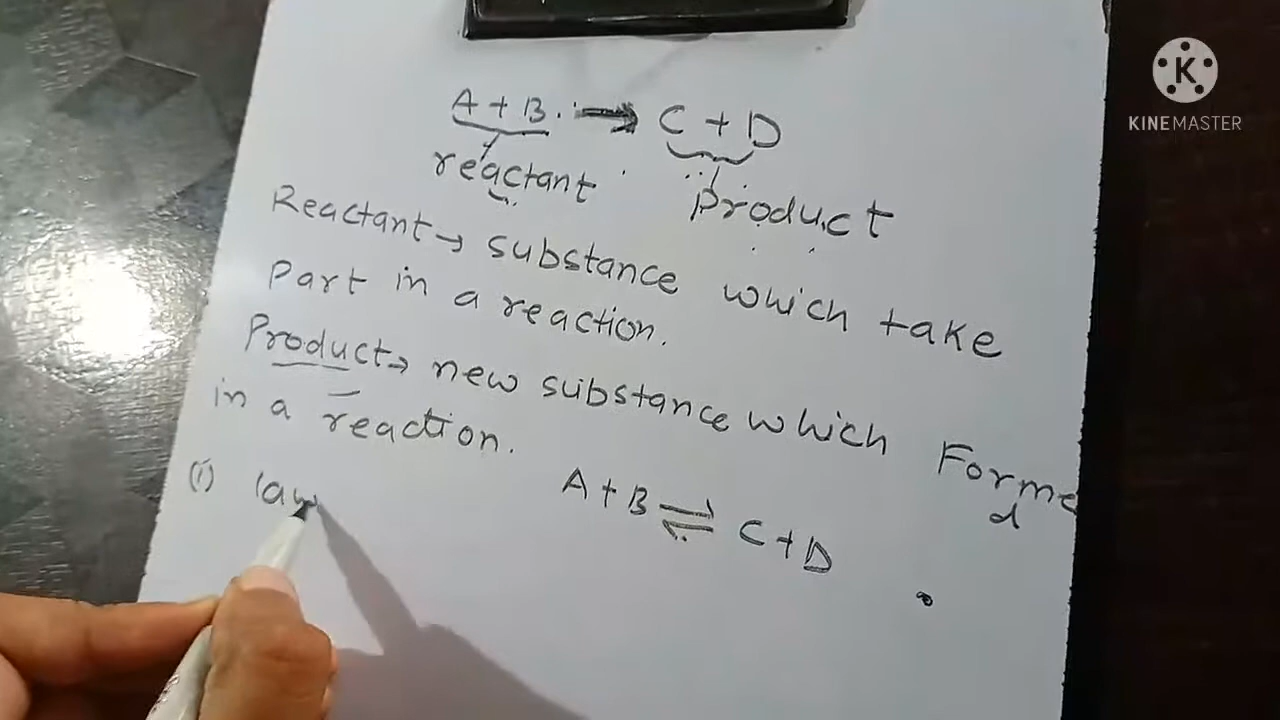 A + B → C + D
reactant Product
Reactant → substance which take
Part in a reaction.
Product → new substance which Formed
in a reaction.
A + B ⇌ C + D
(i) law
K
KINEMASTER